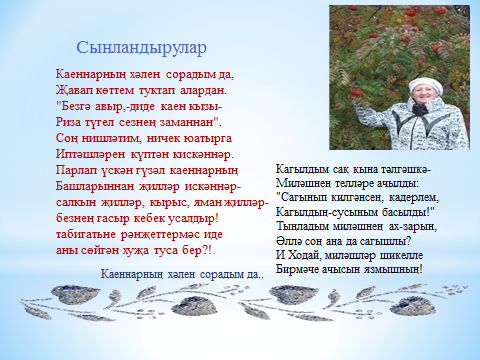 Сынландырулар
Каеннарның хәлен сорадым да,
Җавап көттем туктап алардан.
"Безгә авыр,-диде каен кызы-
Риза түгел сезнең заманнан".
Соң нишләтим, ничек юатырга
Иптәшләрен күптән кискәннәр.
Парлап үскән гүзәл каеннарның
Башларыннан җилләр искәннәр-
салкын җилләр, кырыс, яман җилләр-
безнең гасыр кебек усалдыр!
табигатьне рәнҗеттермәс иде
аны сөйгән хуҗа туса бер?!
Каеннарның хәлен сорадым да..
Кагылдым сак кына тәлгәшкә-
Миләшнең телләре ачылды:
"Сагынып килгәнсең, кадерлем,
Кагылдың-сусыным басылды!"
Тыңладым миләшнең ах-зарын,
Әллә соң ана да сагышлы?
И Ходай, миләшләр шикелле
Бирмәче ачысын язмышның!